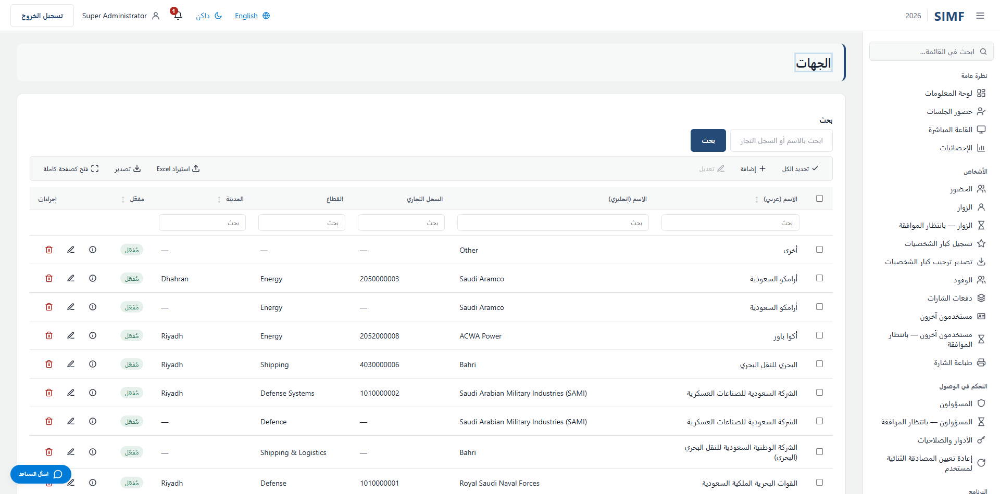 SIMF
2026
English
داكن
1
Super Administrator
تسجيل الخروج
ابحث في القائمة...
نظرة عامة
لوحة المعلومات
حضور الجلسات
القاعة المباشرة
الإحصائيات
الأشخاص
الحضور
الزوار
الزوار — بانتظار الموافقة
تسجيل كبار الشخصيات
تصدير ترحيب كبار الشخصيات
الوفود
دفعات الشارات
مستخدمون آخرون
مستخدمون آخرون — بانتظار
الموافقة
طباعة الشارة
التحكم في الوصول
المسؤولون
المسؤولون — بانتظار الموافقة
الأدوار والصلاحيات
إعادة تعيين المصادقة الثنائية
لمستخدم
البرنامج
الجهات
بحث
ابحث بالاسم أو السجل التجار
بحث
تحديد الكل إضافة تعديل استيراد Excel تصدير فتح كصفحة كاملة
الاسم (عربي) الاسم (إنجليزي) السجل التجاري القطاع المدينة مفعّل إجراءات
بحث بحث بحث بحث بحث
أخرى Other — — — مُفعّل
أرامكو السعودية Saudi Aramco 2050000003 Energy Dhahran مُفعّل
أرامكو السعودية Saudi Aramco — Energy — مُفعّل
أكوا باور ACWA Power 2052000008 Energy Riyadh مُفعّل
البحري للنقل البحري Bahri 4030000006 Shipping Riyadh مُفعّل
الشركة السعودية للصناعات العسكرية Saudi Arabian Military Industries (SAMI) 1010000002 Defense Systems Riyadh مُفعّل
الشركة السعودية للصناعات العسكرية Saudi Arabian Military Industries (SAMI) — Defence — مُفعّل
الشركة الوطنية السعودية للنقل البحري
(البحري) Bahri — Shipping & Logistics — مُفعّل
القوات البحرية الملكية السعودية Royal Saudi Naval Forces 1010000001 Defense Riyadh مُفعّل
اسأل المساعد